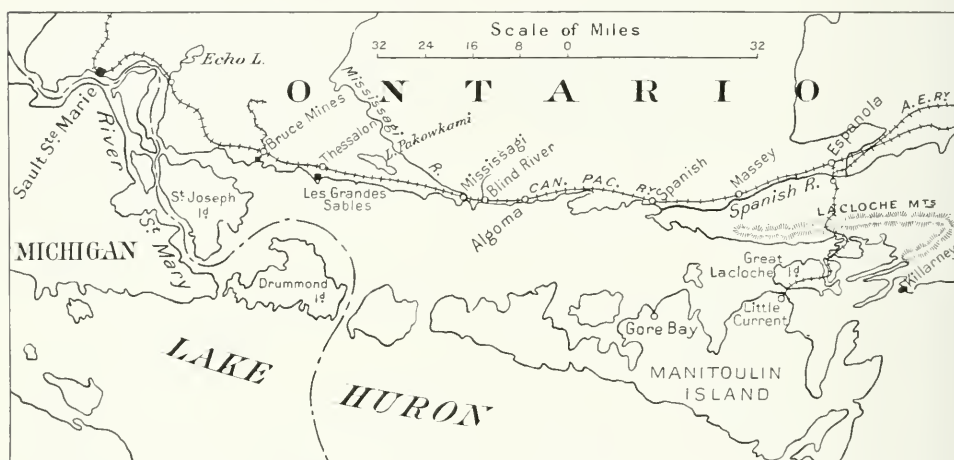 Scale of Miles
32 24 16 8 0 32
ONTARIO
Echo L.
Sault Ste. Marie
River
St. Mary
St. Joseph Id
MICHIGAN
Drummond Id
Bruce Mines
Thessalon
Les Grandes Sables
Mississagi R.
L. Pakowkami
Mississagi
Blind River
Algoma
CAN. PAC. RY.
Spanish
Massey
Spanish R.
Espanola
A.E.RY
LACLOCHE MTS
Great Lacloche Id
Killarney
Little Current
Gore Bay
MANITOULIN ISLAND
LAKE HURON